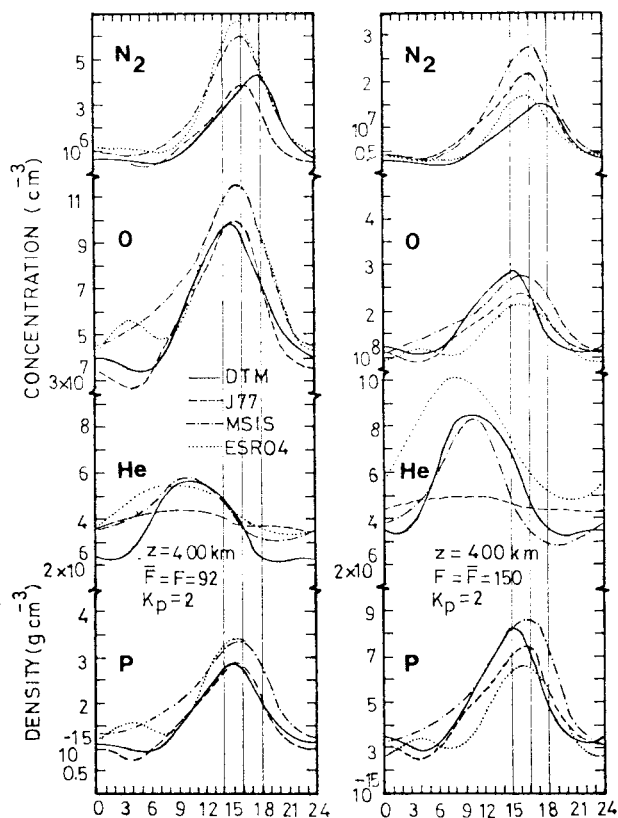 N2
6
5
3
10^6
CONCENTRATION (cm^-3)
O
11
9
7
5
3×10^7
DTM
J77
MSIS
ESRO4
He
6
4
2×10^6
z=400 km
F̅=F=92
Kp=2
DENSITY (g cm^-3)
P
4
3
2
10^-15
0.5
0 3 6 9 12 15 18 21 24
N2
3
2
10^7
0.5
O
4
3
2
10^8
He
10
8
6
4
2×10^6
z=400 km
F=F̅=150
Kp=2
P
9
7
5
3
10^-15
0 3 6 9 12 15 18 21 24